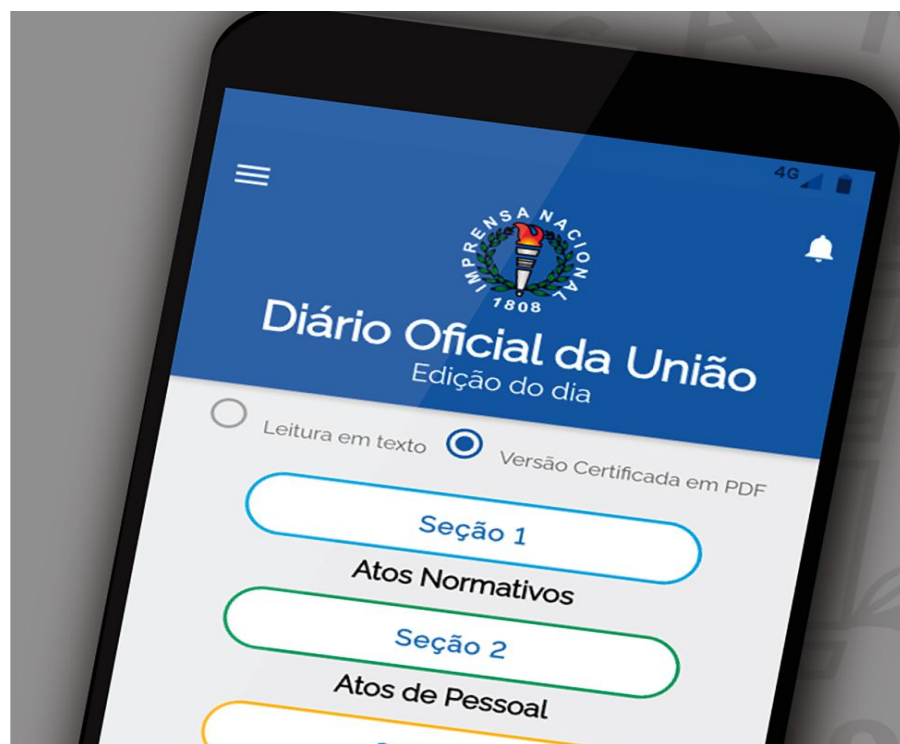 4G
IMPRENSA NACIONAL
1808
Diário Oficial da União
Edição do dia
Leitura em texto Versão Certificada em PDF
Seção 1
Atos Normativos
Seção 2
Atos de Pessoal